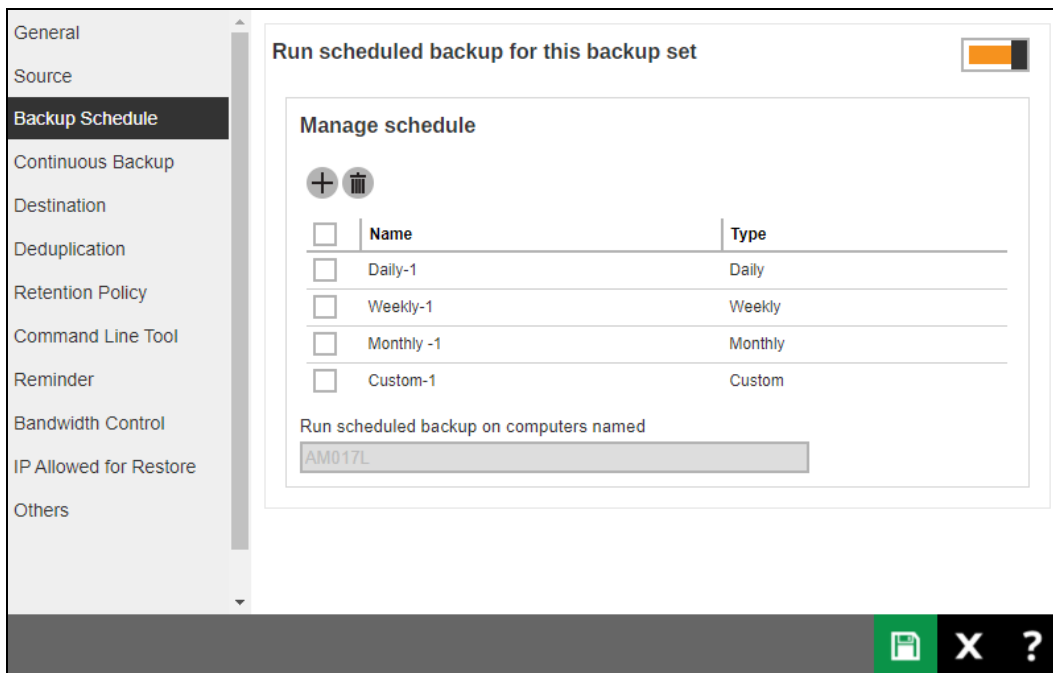 General
Source
Backup Schedule
Continuous Backup
Destination
Deduplication
Retention Policy
Command Line Tool
Reminder
Bandwidth Control
IP Allowed for Restore
Others
Run scheduled backup for this backup set
Manage schedule
Name Type
Daily-1 Daily
Weekly-1 Weekly
Monthly -1 Monthly
Custom-1 Custom
Run scheduled backup on computers named
AM017L
X ?